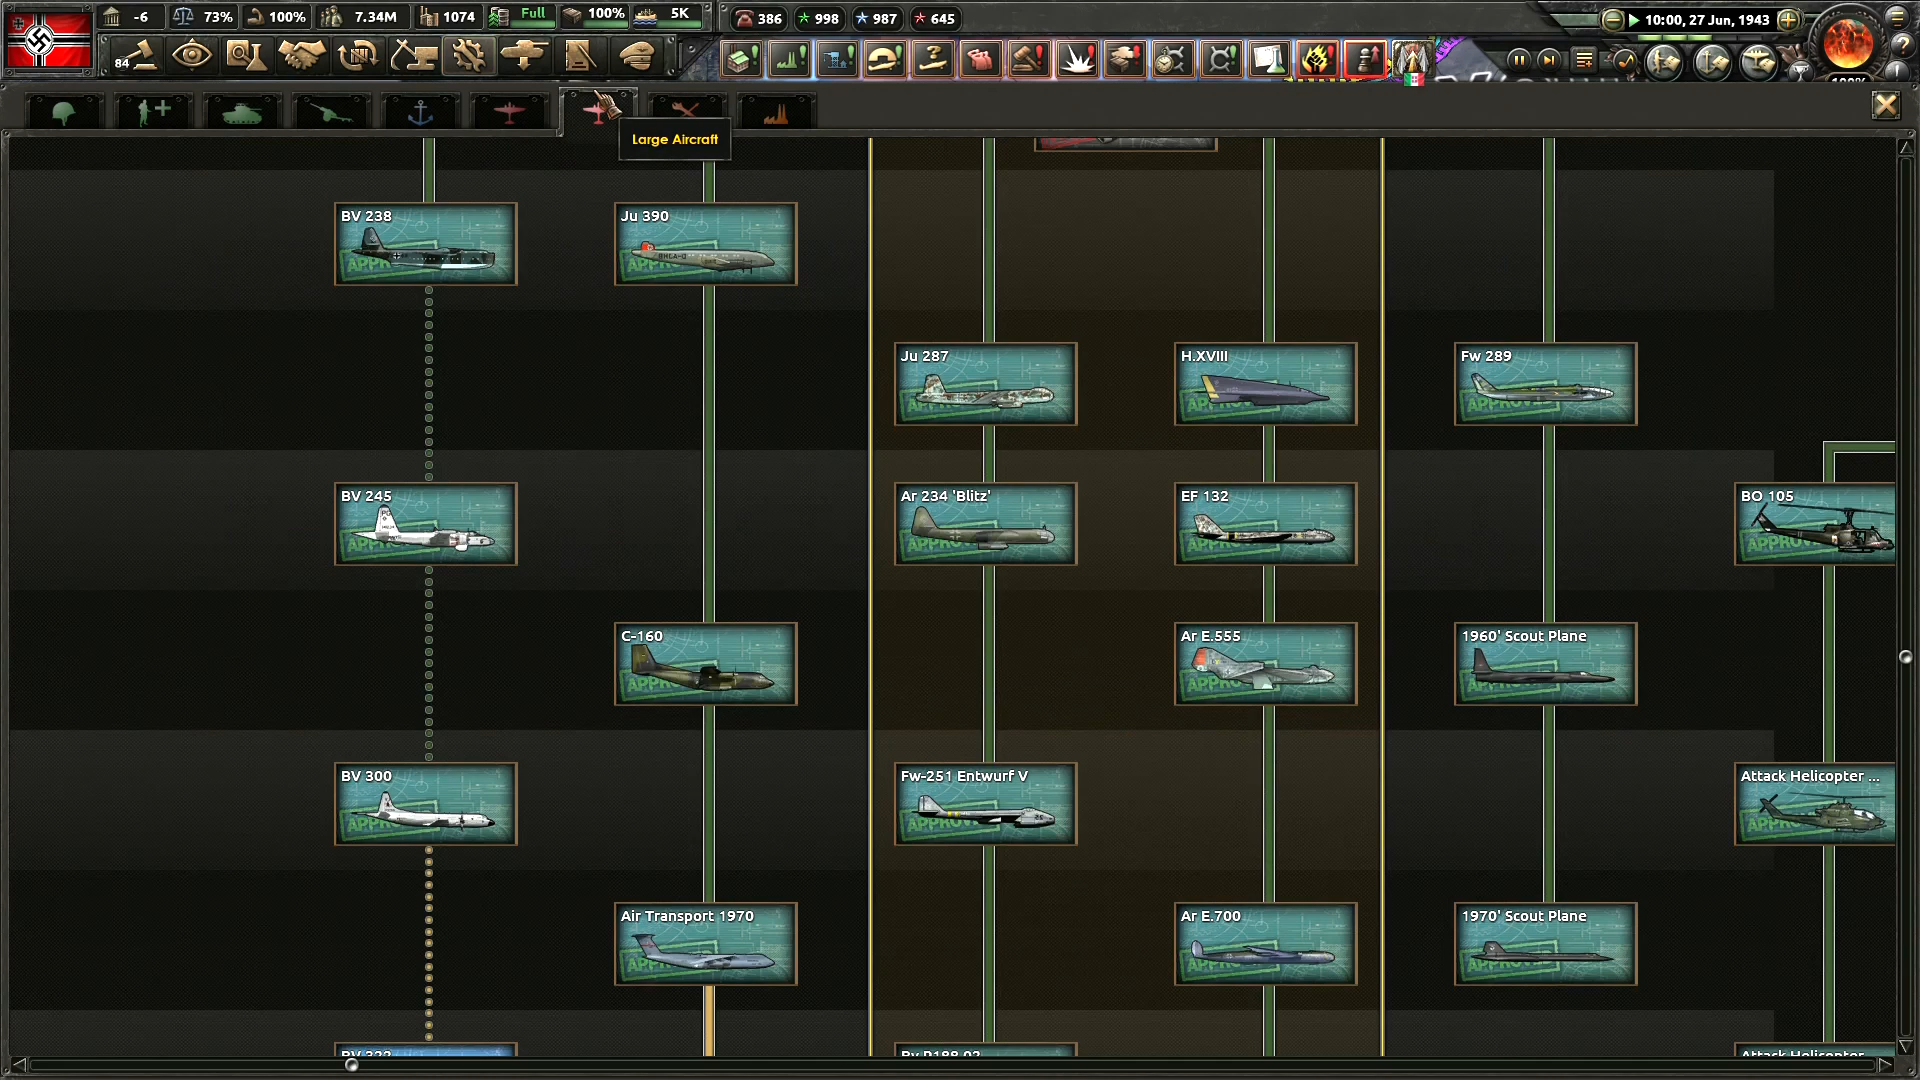 -6
73%
100%
7.34M
1074
Full
100%
5K
386
998
987
645
10:00, 27 Jun, 1943
84
Large Aircraft
BV 238
Ju 390
Ju 287
H.XVIII
Fw 289
BV 245
Ar 234 'Blitz'
EF 132
BO 105
C-160
Ar E.555
1960' Scout Plane
BV 300
Fw-251 Entwurf V
Attack Helicopter ...
Air Transport 1970
Ar E.700
1970' Scout Plane
Attack Helicopter